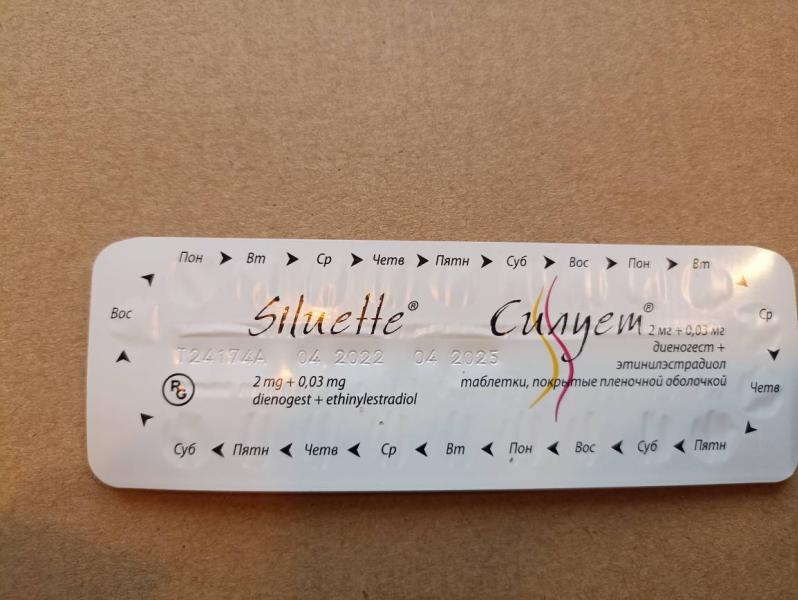 Пон Вт Ср Четв Пятн Суб Вос Пон Вт
Вос
Ср
Siluette® Силует®
2 мг + 0,03 мг
диеногест +
этинилэстрадиол
таблетки, покрытые пленочной оболочкой
T24174A 04 2022 04 2025
RG
2 mg + 0,03 mg
dienogest + ethinylestradiol
Четв
Суб Пятн Четв Ср Вт Пон Вос Суб Пятн